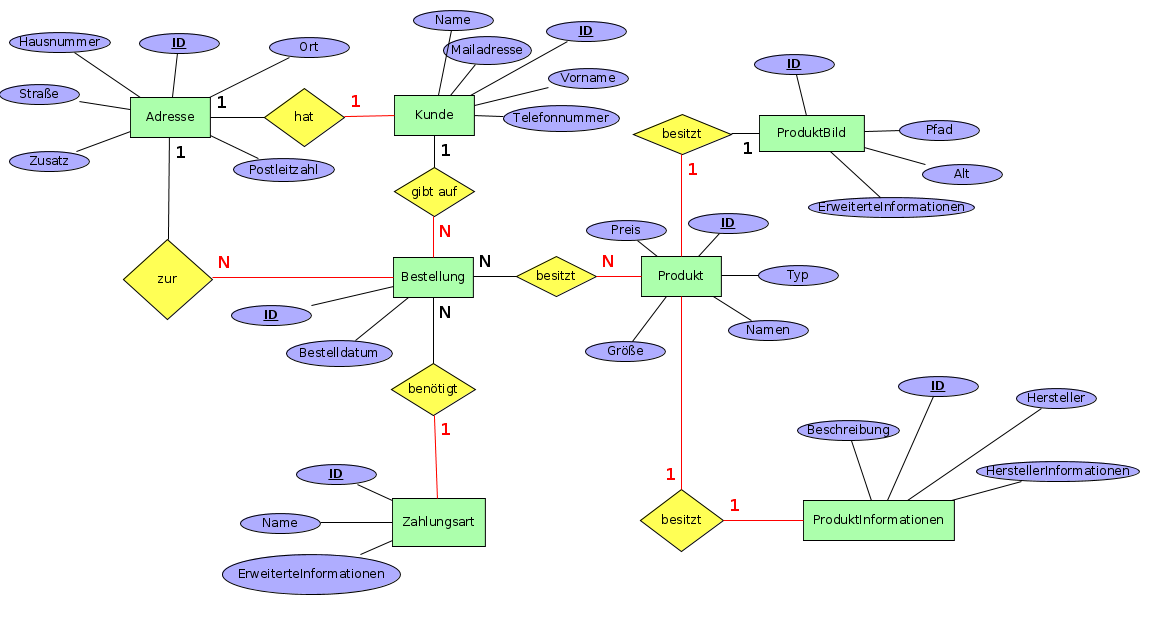 Name
ID
Hausnummer
ID
Ort
Mailadresse
ID
Vorname
Straße
1
1
Adresse
hat
Kunde
Telefonnummer
besitzt
ProduktBild
Pfad
1
1
1
1
Zusatz
Postleitzahl
Alt
gibt auf
ErweiterteInformationen
N
Preis
ID
N
N
N
zur
Bestellung
besitzt
Produkt
Typ
ID
N
Namen
Bestelldatum
Größe
benötigt
ID
Hersteller
1
Beschreibung
ID
1
HerstellerInformationen
1
Name
Zahlungsart
besitzt
ProduktInformationen
ErweiterteInformationen